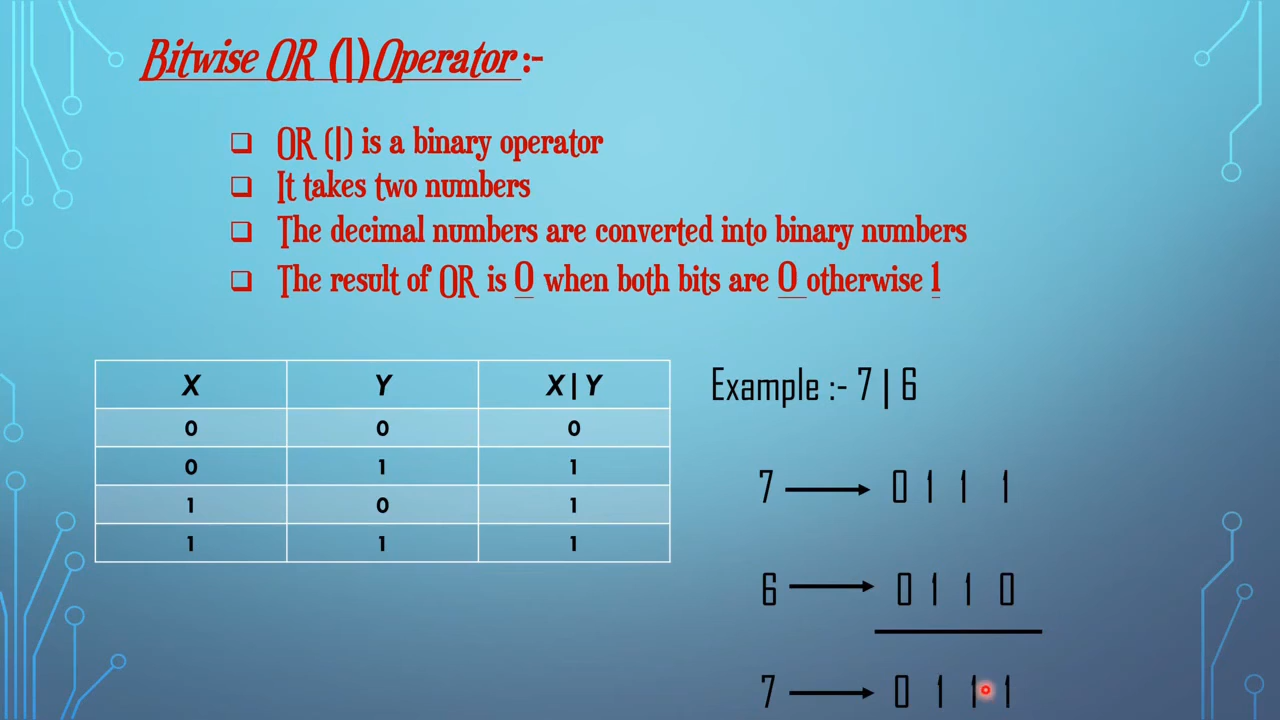 Bitwise OR (|) Operator :-
OR (|) is a binary operator
It takes two numbers
The decimal numbers are converted into binary numbers
The result of OR is 0 when both bits are 0 otherwise 1
X Y X | Y
0 0 0
0 1 1
1 0 1
1 1 1
Example :- 7 | 6
7 0 1 1 1
6 0 1 1 0
7 0 1 1 1